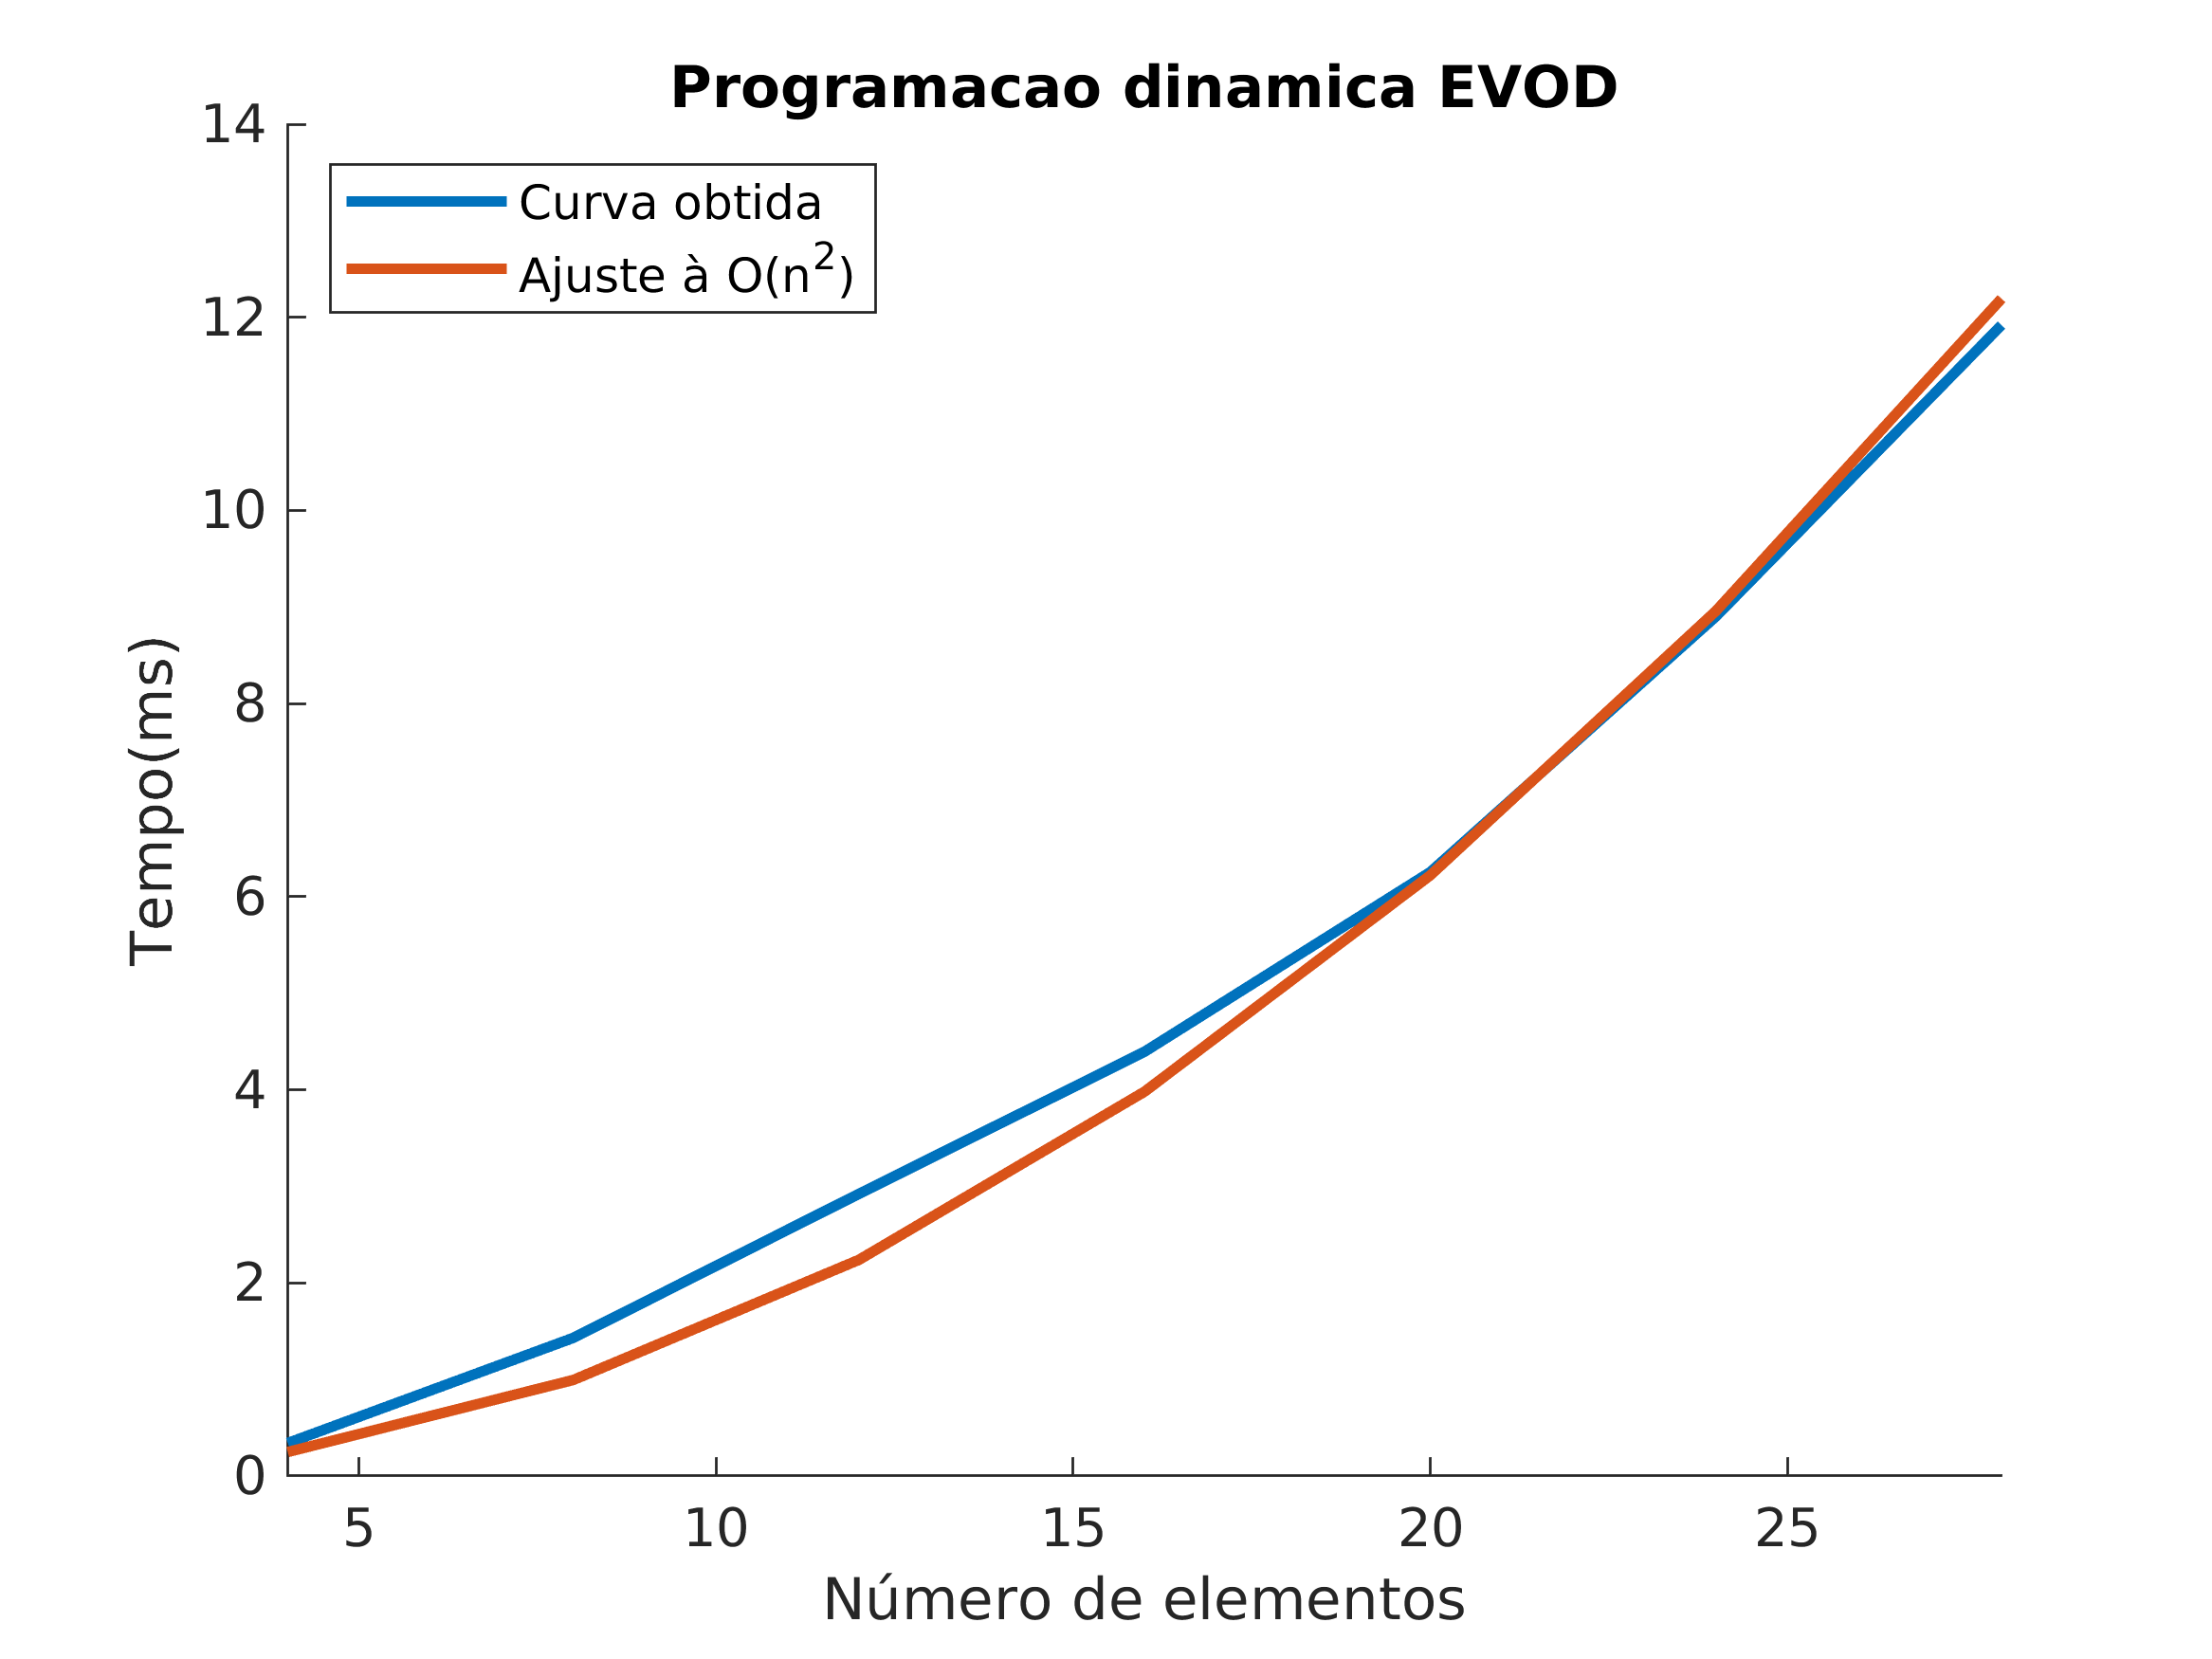 Programacao dinamica EVOD
Curva obtida
Ajuste à O(n²)
14
12
10
8
6
4
2
0
Tempo(ms)
5 10 15 20 25
Número de elementos